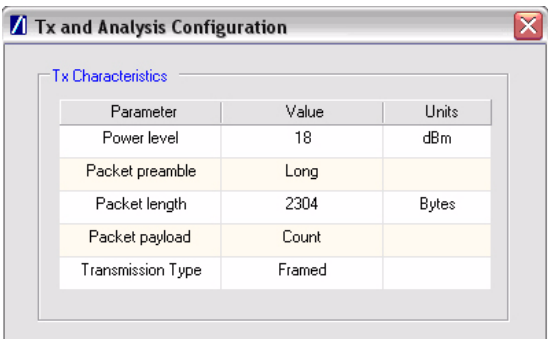 Tx and Analysis Configuration
Tx Characteristics
Parameter Value Units
Power level 18 dBm
Packet preamble Long
Packet length 2304 Bytes
Packet payload Count
Transmission Type Framed